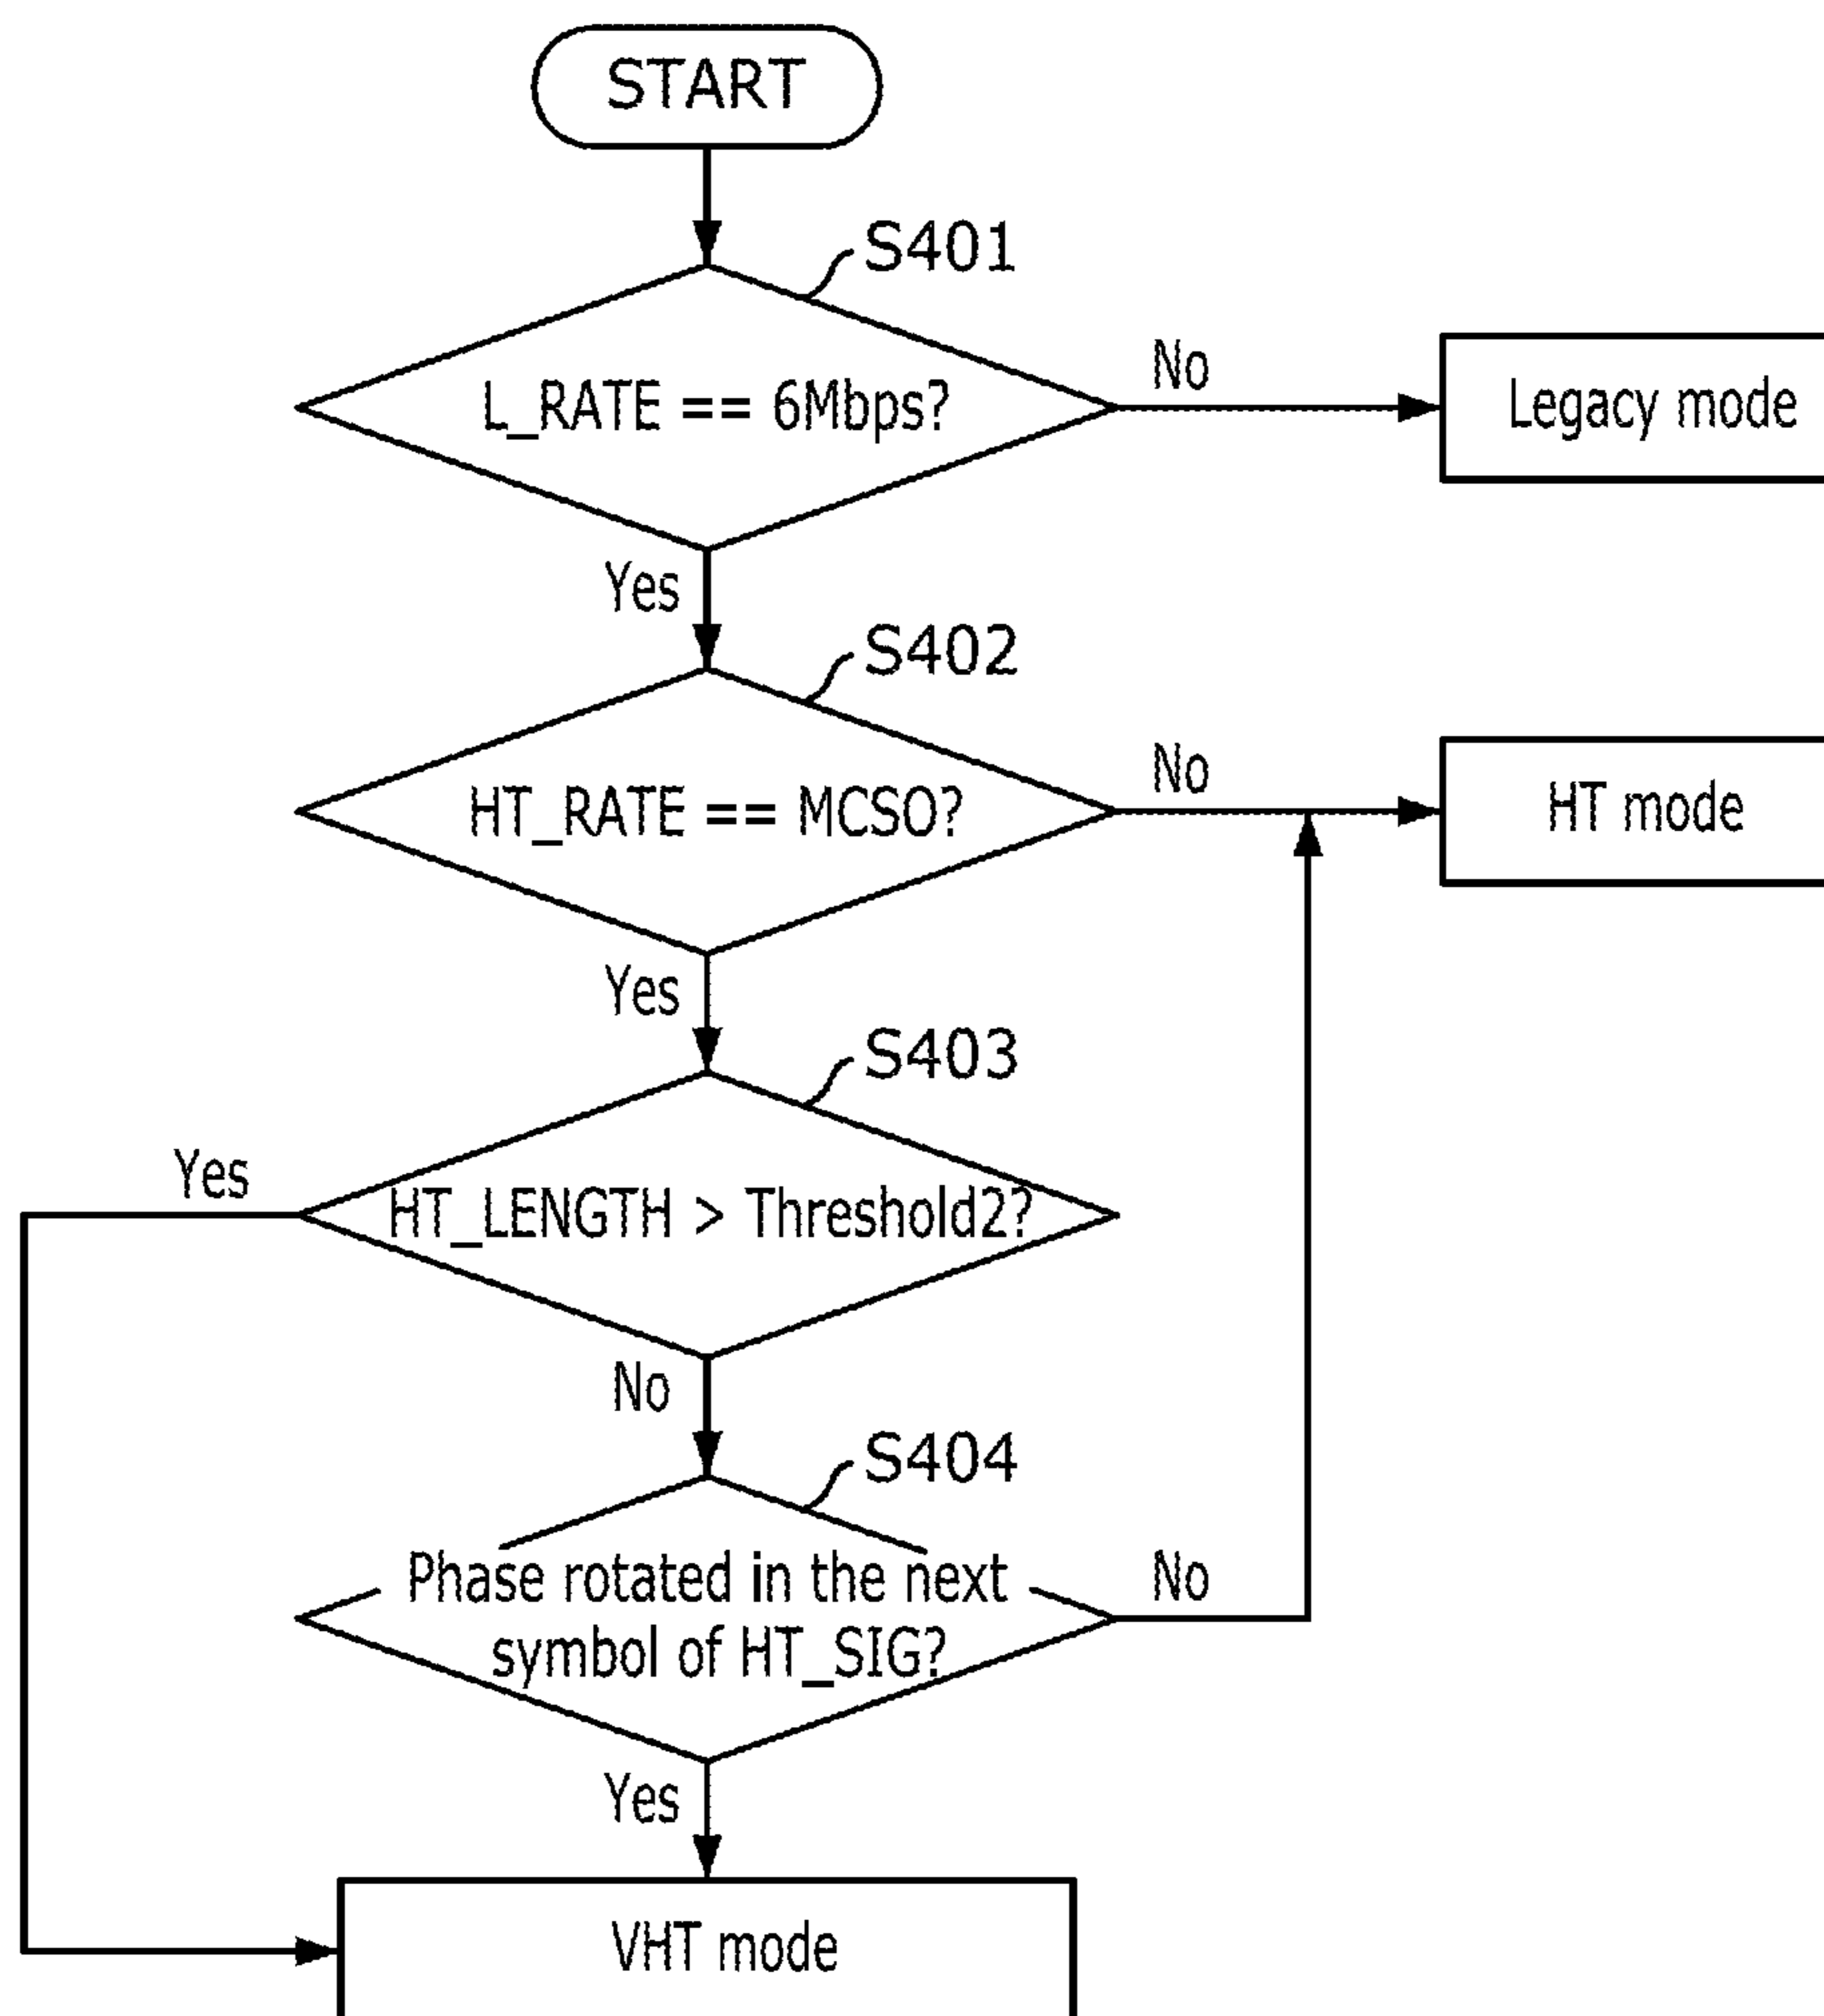 START
S401
L_RATE == 6Mbps?
No
Legacy mode
Yes
S402
HT_RATE == MCSO?
No
HT mode
Yes
S403
Yes
HT_LENGTH > Threshold2?
No
S404
Phase rotated in the next
symbol of HT_SIG?
No
Yes
VHT mode